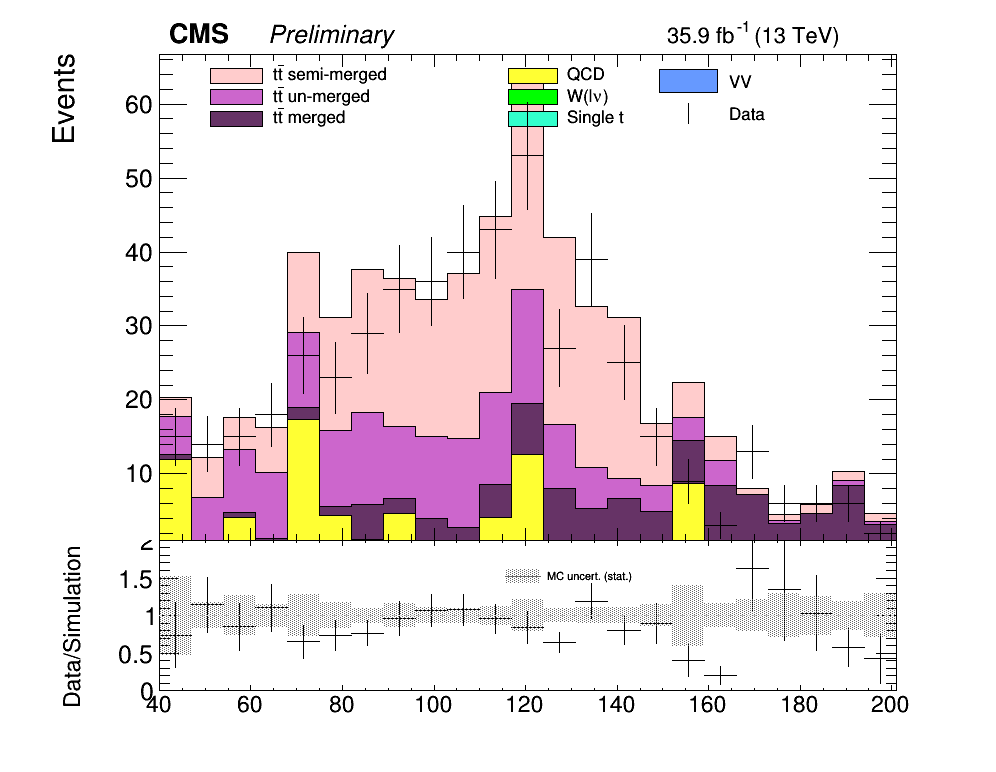 CMS Preliminary 35.9 fb-1 (13 TeV)
Events
tt̄ semi-merged QCD VV
tt̄ un-merged W(lν) Data
tt̄ merged Single t
60
50
40
30
20
10
Data/Simulation
MC uncert. (stat.)
2
1.5
1
0.5
0
40 60 80 100 120 140 160 180 200